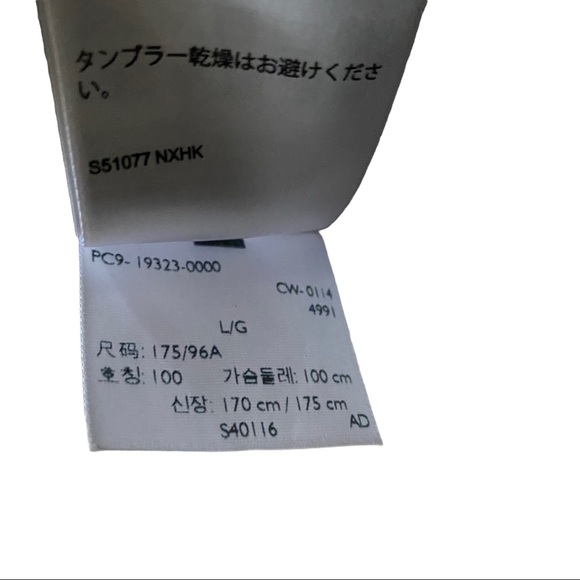 タンブラー乾燥はお避けくださ
い。
S51077 NXHK
PC9- 19323-0000
CW-0114
4991
L/G
尺码: 175/96A
호칭: 100 가슴둘레: 100 cm
신장: 170 cm / 175 cm
S40116 AD